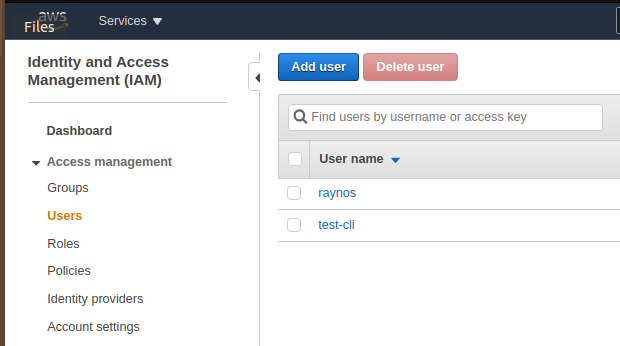 aws
Files
Services
Identity and Access
Management (IAM)
Add user
Delete user
Find users by username or access key
Dashboard
User name
Access management
Groups
raynos
Users
test-cli
Roles
Policies
Identity providers
Account settings